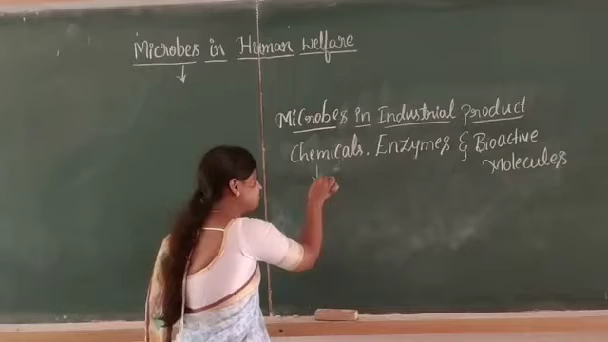 Microbes in Human Welfare
Microbes in Industrial Product
Chemicals. Enzymes & Bioactive
Molecules